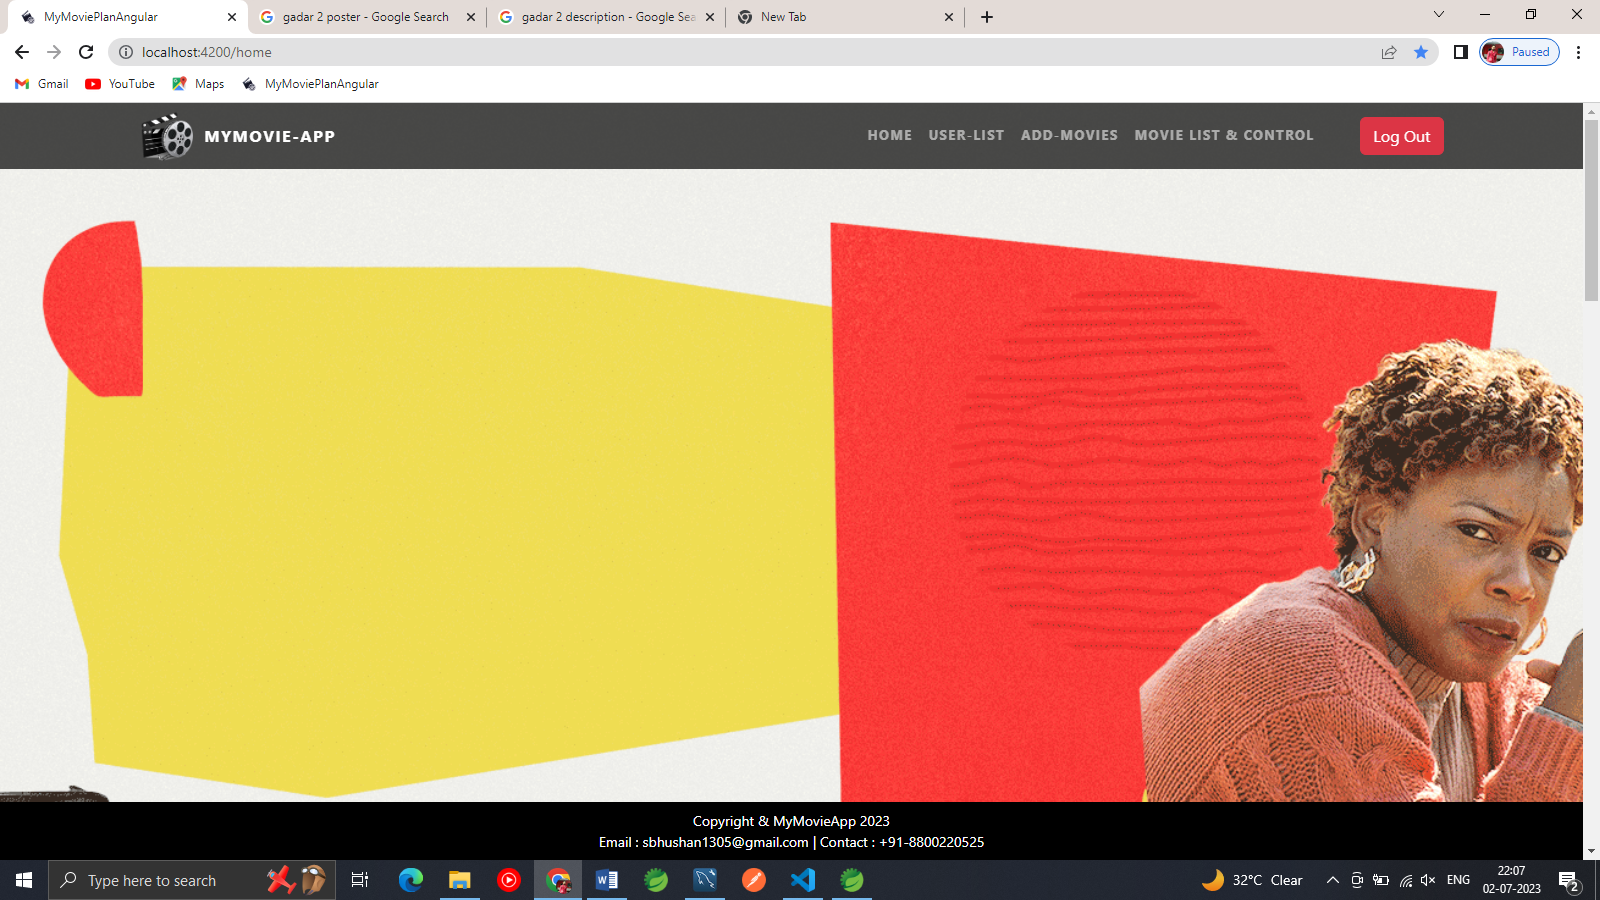 MyMoviePlanAngular
gadar 2 poster - Google Search
gadar 2 description - Google Sea
New Tab
localhost:4200/home
Paused
Gmail
YouTube
Maps
MyMoviePlanAngular
MYMOVIE-APP
HOME
USER-LIST
ADD-MOVIES
MOVIE LIST & CONTROL
Log Out
Copyright & MyMovieApp 2023
Email : sbhushan1305@gmail.com | Contact : +91-8800220525
Type here to search
32°C Clear
ENG
22:07
02-07-2023
2